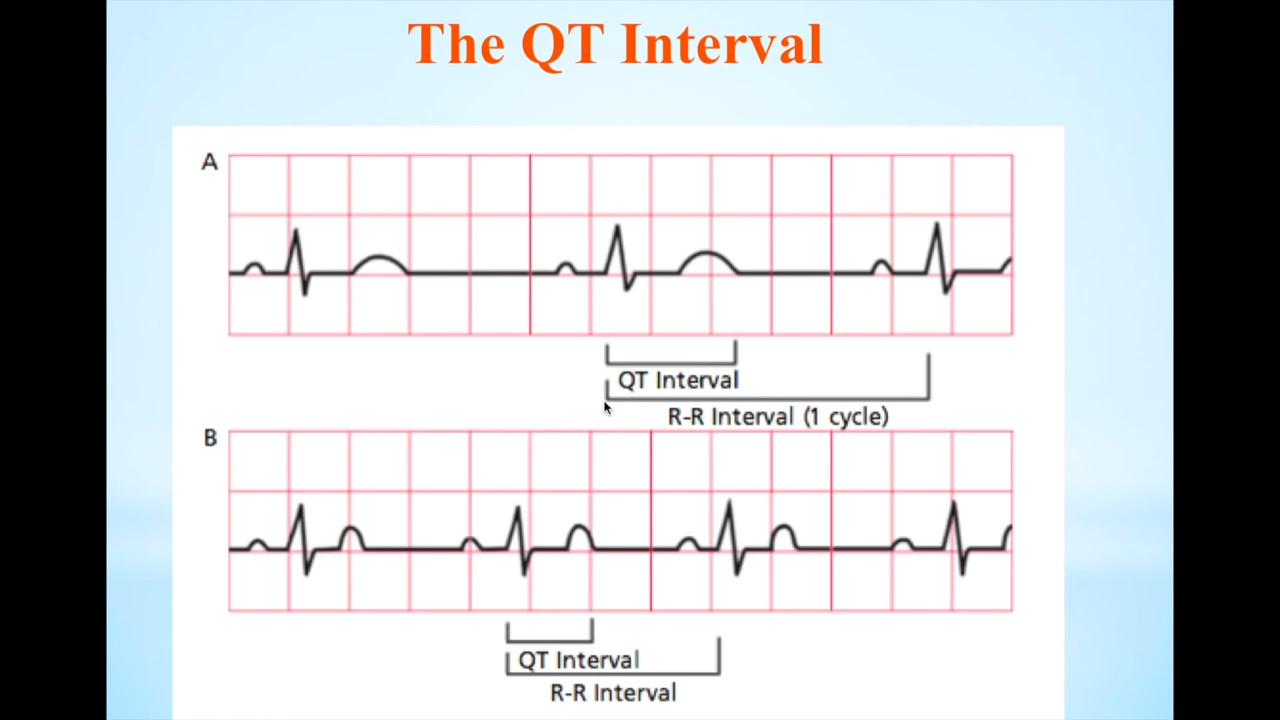 The QT Interval
A
QT Interval
R-R Interval (1 cycle)
B
QT Interval
R-R Interval